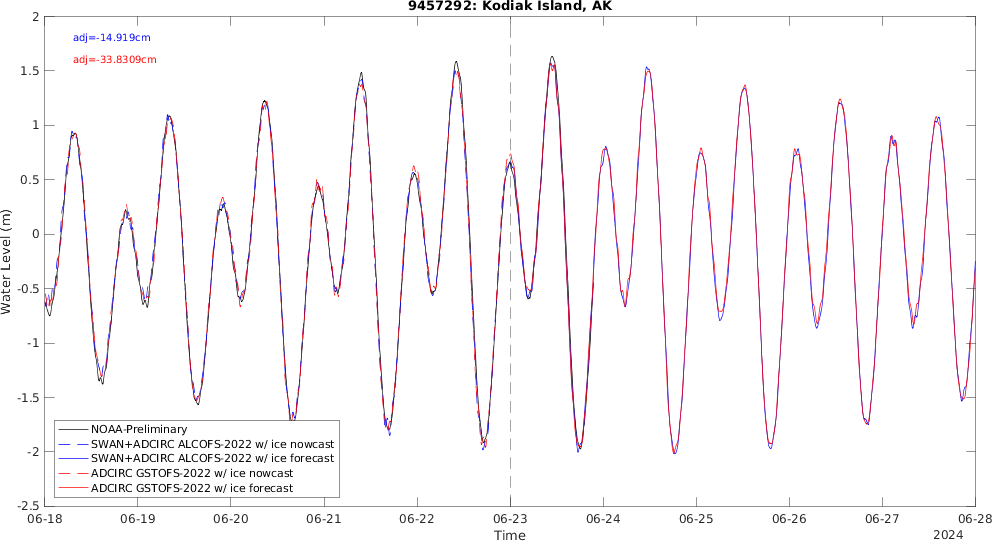 9457292: Kodiak Island, AK
adj=-14.919cm
adj=-33.8309cm
2
1.5
1
0.5
0
-0.5
-1
-1.5
-2
-2.5
Water Level (m)
NOAA-Preliminary
SWAN+ADCIRC ALCOFS-2022 w/ ice nowcast
SWAN+ADCIRC ALCOFS-2022 w/ ice forecast
ADCIRC GSTOFS-2022 w/ ice nowcast
ADCIRC GSTOFS-2022 w/ ice forecast
06-18 06-19 06-20 06-21 06-22 06-23 06-24 06-25 06-26 06-27 06-28
Time
2024